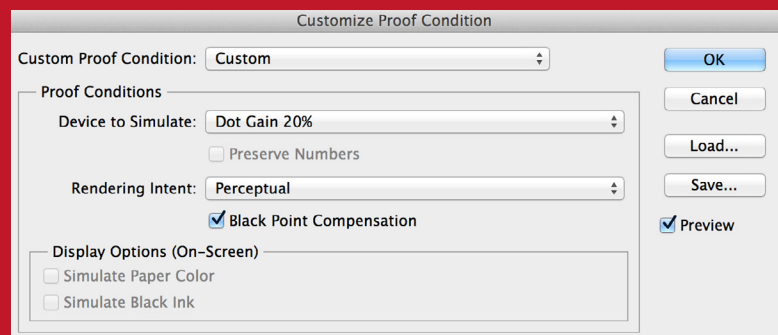 Customize Proof Condition
Custom Proof Condition: Custom
OK
Proof Conditions
Cancel
Device to Simulate: Dot Gain 20%
Preserve Numbers
Load...
Rendering Intent: Perceptual
Save...
Black Point Compensation
Preview
Display Options (On-Screen)
Simulate Paper Color
Simulate Black Ink